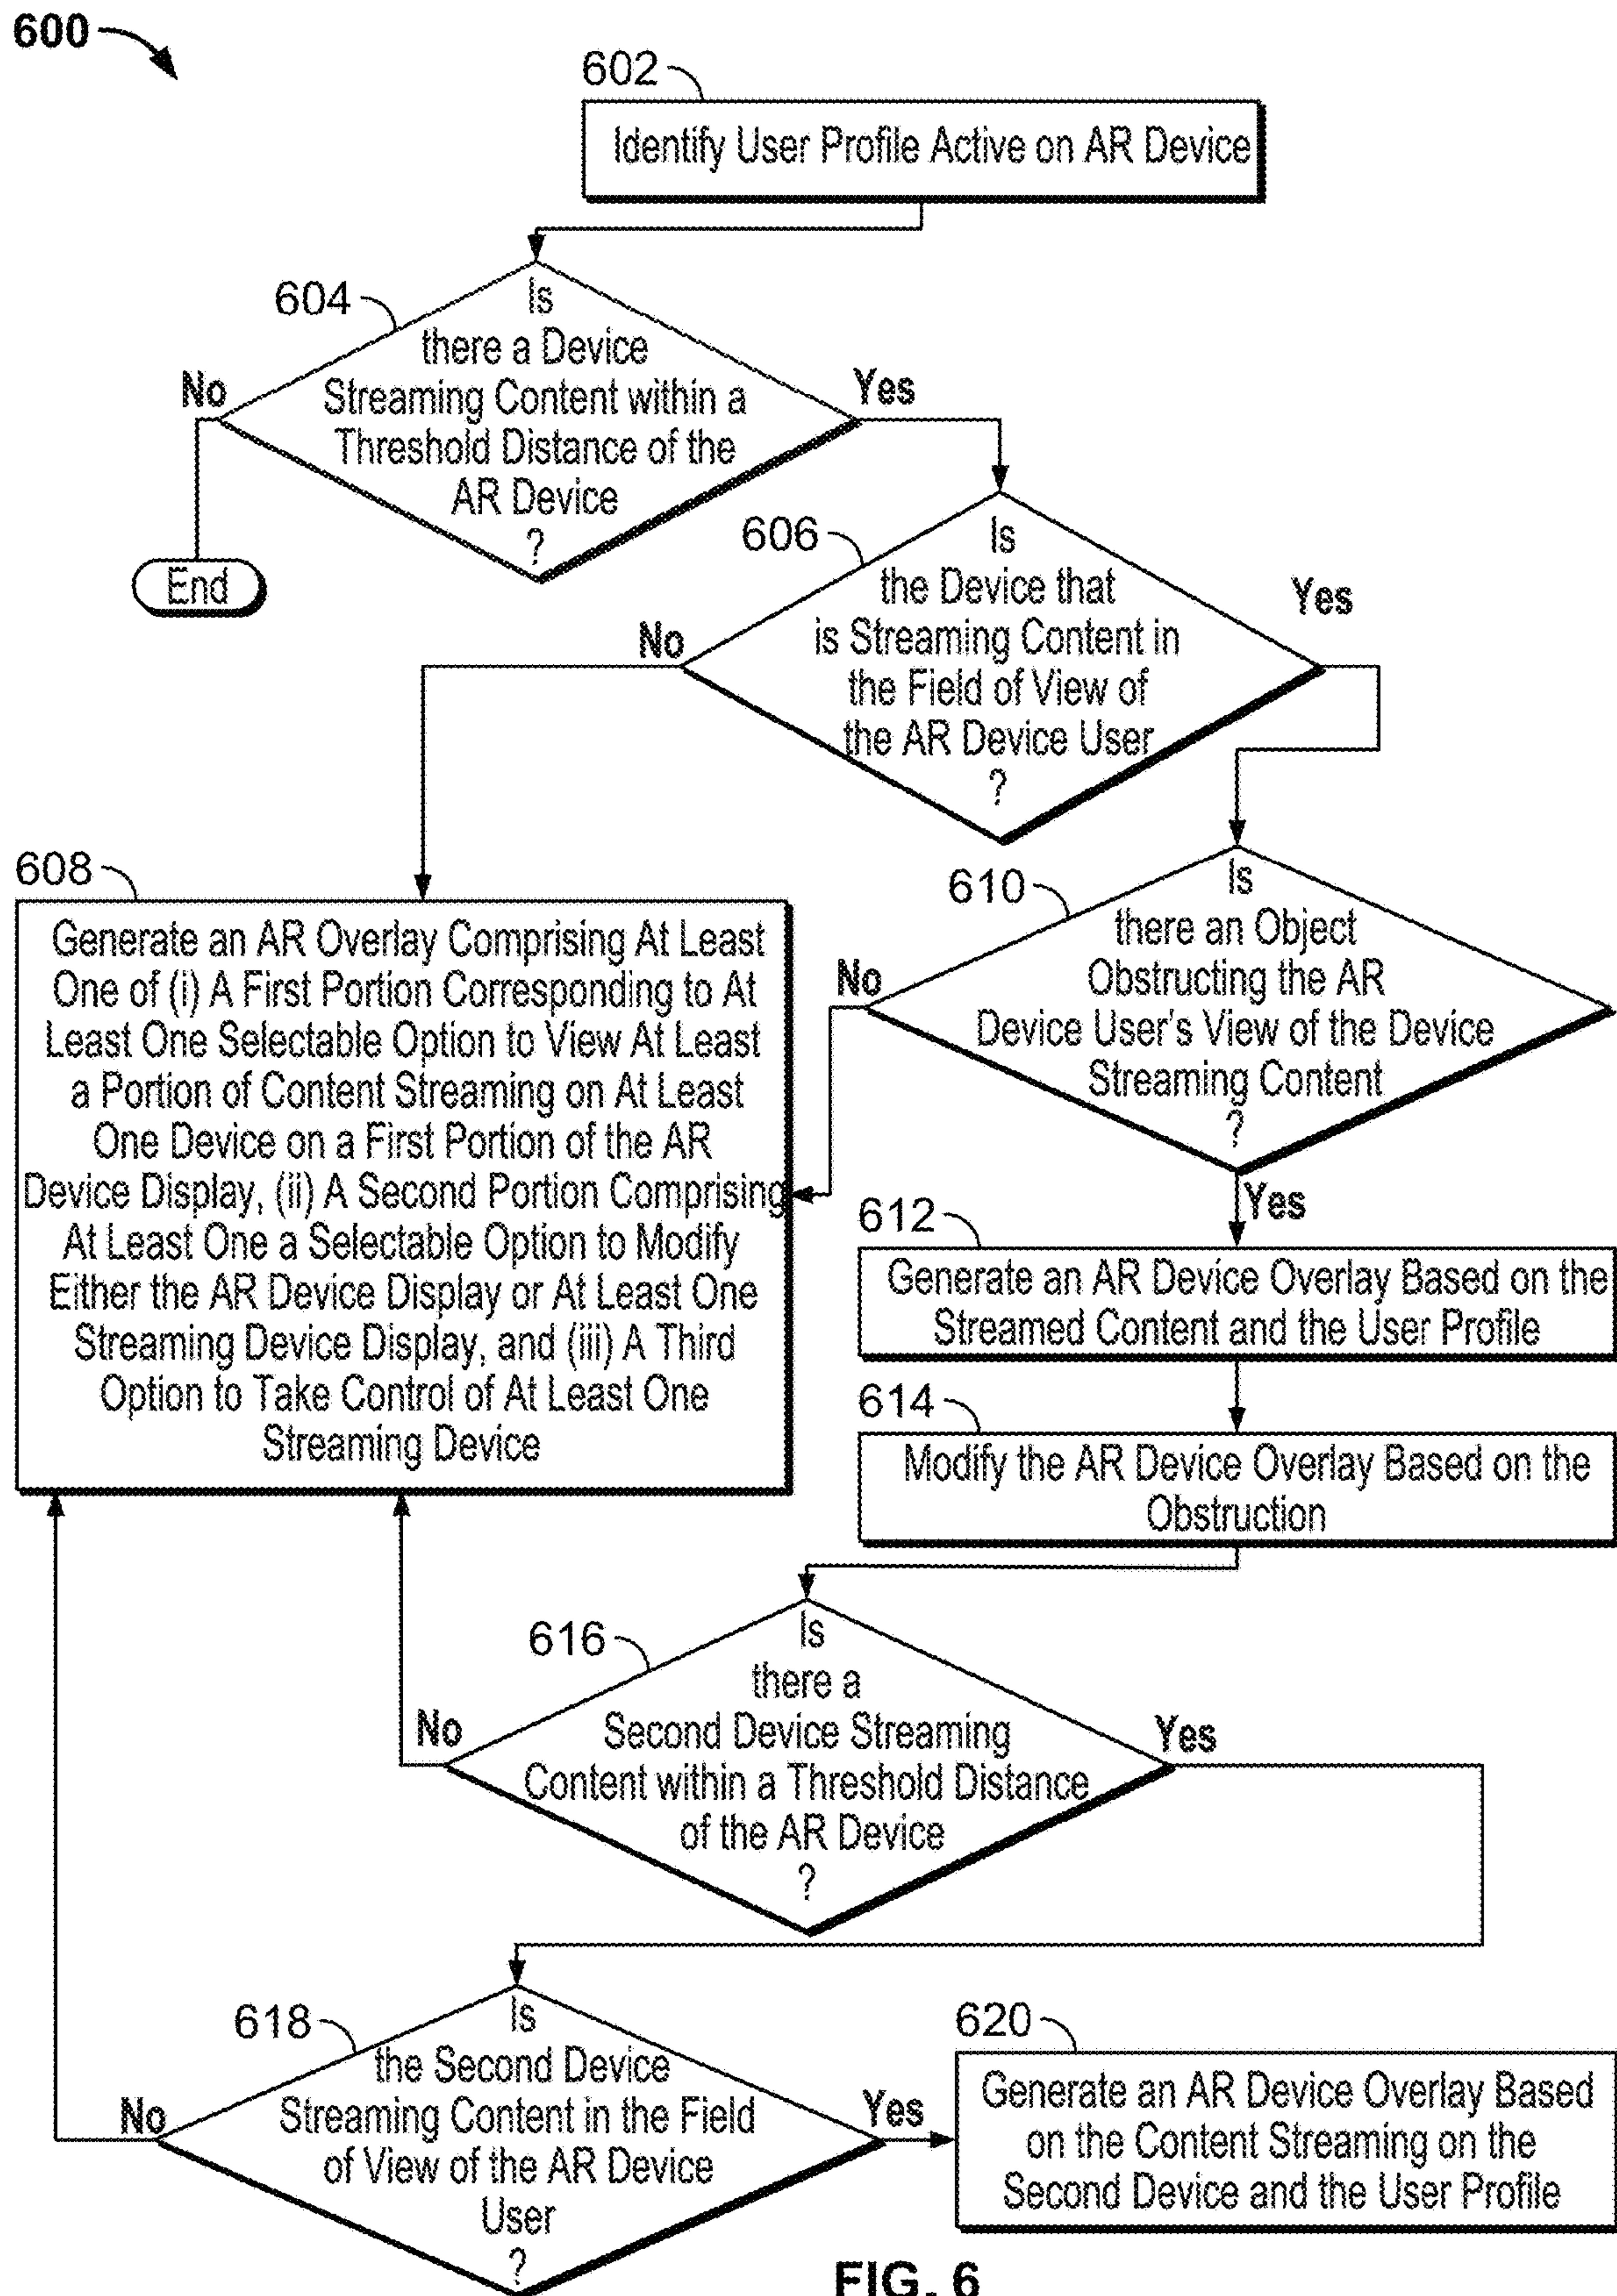 600
602
Identify User Profile Active on AR Device
604
Is
there a Device
Streaming Content within a
Threshold Distance of the
AR Device
?
No
Yes
End
606
Is
the Device that
is Streaming Content in
the Field of View of
the AR Device User
?
No
Yes
608
Generate an AR Overlay Comprising At Least
One of (i) A First Portion Corresponding to At
Least One Selectable Option to View At Least
a Portion of Content Streaming on At Least
One Device on a First Portion of the AR
Device Display, (ii) A Second Portion Comprising
At Least One a Selectable Option to Modify
Either the AR Device Display or At Least One
Streaming Device Display, and (iii) A Third
Option to Take Control of At Least One
Streaming Device
610
Is
there an Object
Obstructing the AR
Device User's View of the Device
Streaming Content
?
No
Yes
612
Generate an AR Device Overlay Based on the
Streamed Content and the User Profile
614
Modify the AR Device Overlay Based on the
Obstruction
616
Is
there a
Second Device Streaming
Content within a Threshold Distance
of the AR Device
?
No
Yes
618
Is
the Second Device
Streaming Content in the Field
of View of the AR Device
User
?
No
Yes
620
Generate an AR Device Overlay Based
on the Content Streaming on the
Second Device and the User Profile
FIG. 6